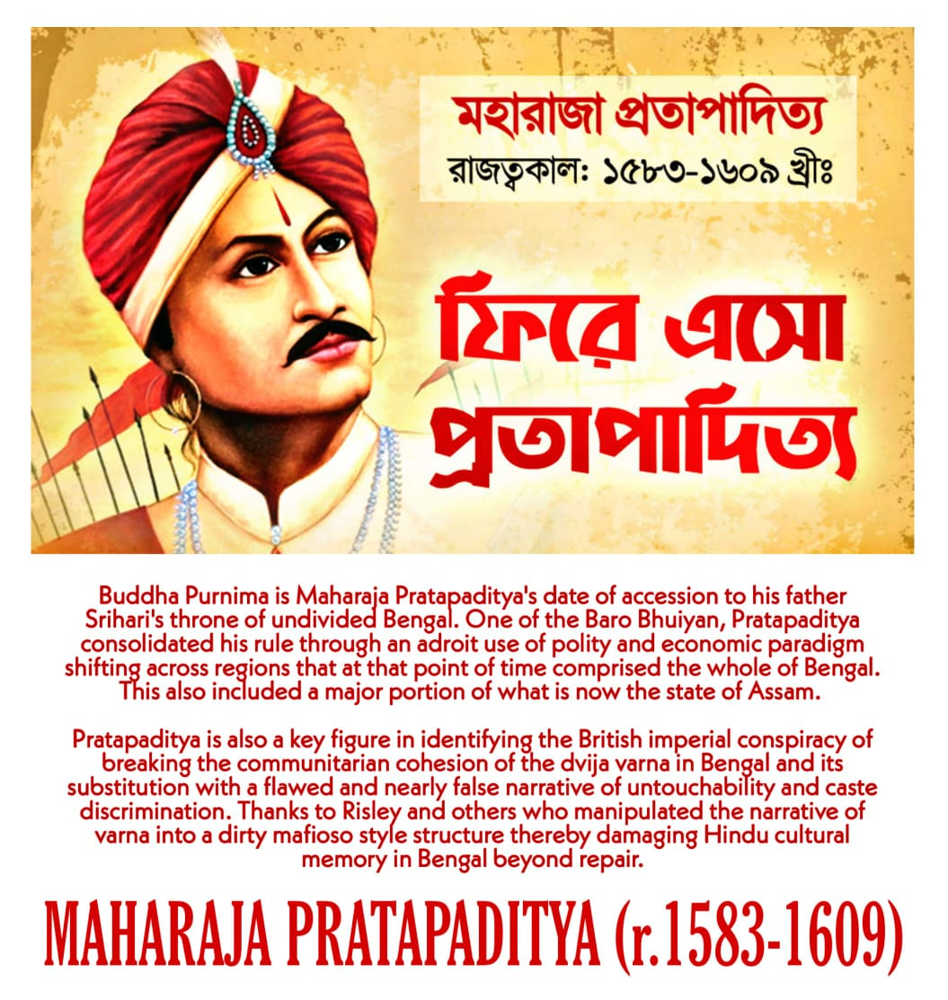 মহারাজা প্রতাপাদিত্য
রাজত্বকাল: ১৫৮৩-১৬০৯ খ্রীঃ
ফিরে এসো
প্রতাপাদিত্য
Buddha Purnima is Maharaja Pratapaditya's date of accession to his father
Srihari's throne of undivided Bengal. One of the Baro Bhuiyan, Pratapaditya
consolidated his rule through an adroit use of polity and economic paradigm
shifting across regions that at that point of time comprised the whole of Bengal.
This also included a major portion of what is now the state of Assam.
Pratapaditya is also a key figure in identifying the British imperial conspiracy of
breaking the communitarian cohesion of the dvija varna in Bengal and its
substitution with a flawed and nearly false narrative of untouchability and caste
discrimination. Thanks to Risley and others who manipulated the narrative of
varna into a dirty mafioso style structure thereby damaging Hindu cultural
memory in Bengal beyond repair.
MAHARAJA PRATAPADITYA (r.1583-1609)